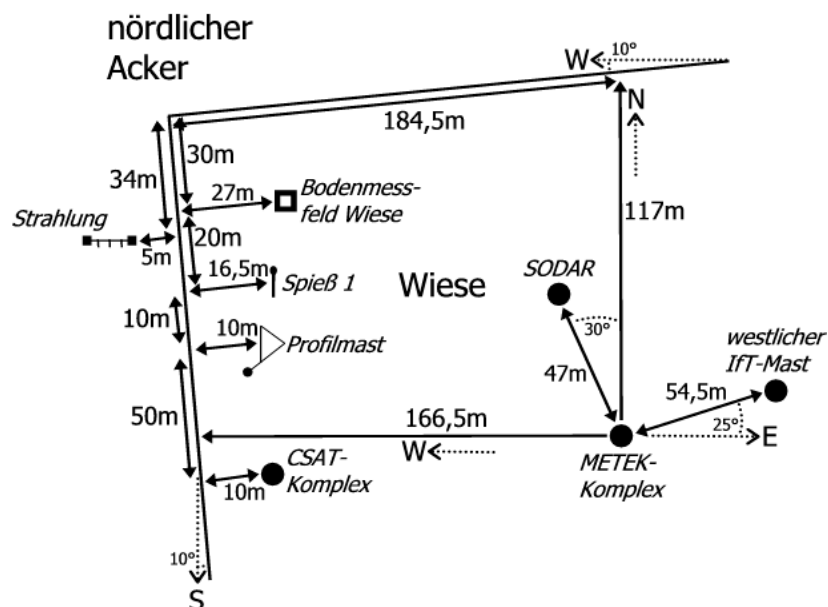 nördlicher
Acker
W
10°
184,5m
N
30m
34m
27m
Bodenmess-
feld Wiese
117m
Strahlung
5m
20m
16,5m
Spieß 1
Wiese
SODAR
10m
10m
Profilmast
30°
47m
westlicher
IfT-Mast
54,5m
25°
E
50m
166,5m
W
METEK-
Komplex
CSAT-
Komplex
10m
10°
S